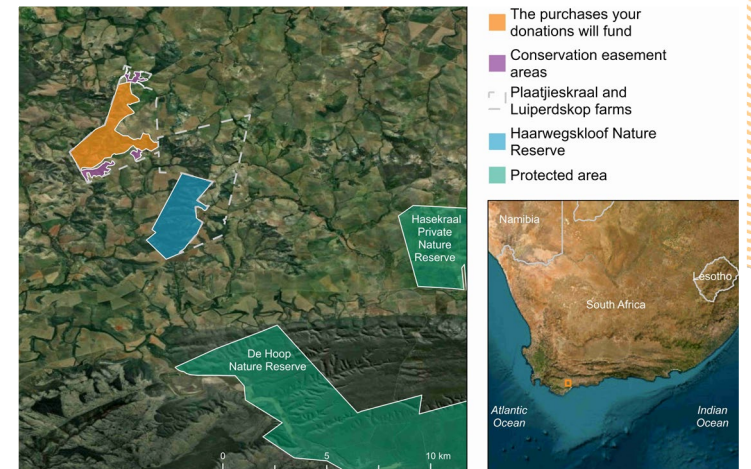 The purchases your
donations will fund
Conservation easement
areas
Plaatjieskraal and
Luiperdskop farms
Haarwegskloof Nature
Reserve
Protected area
Hasekraal
Private
Nature
Reserve
De Hoop
Nature Reserve
0 5 10 km
Namibia
Lesotho
South Africa
Atlantic
Ocean
Indian
Ocean